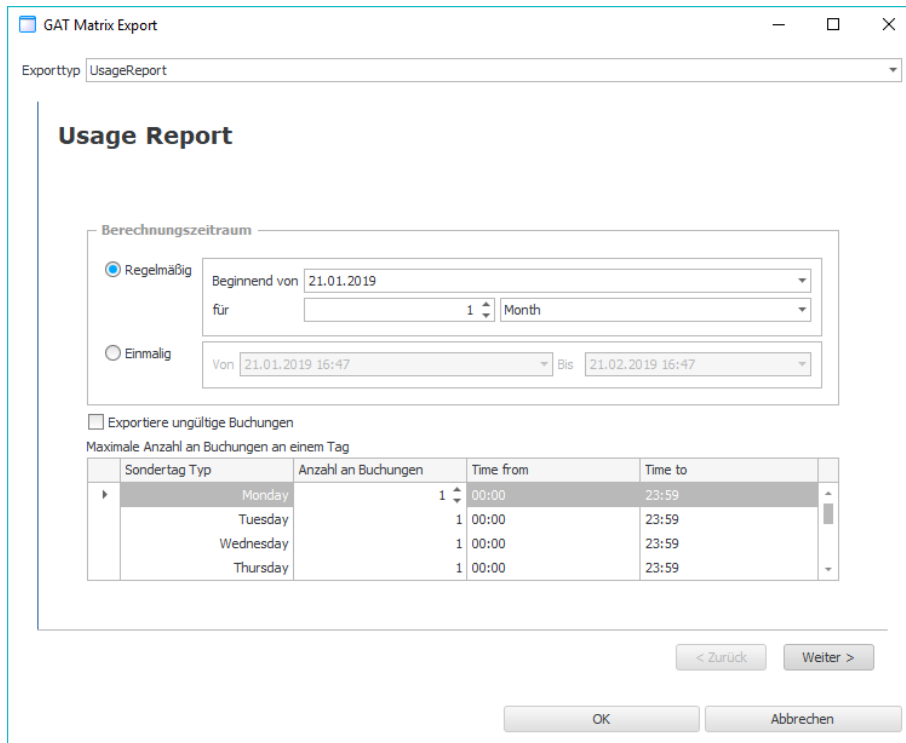 GAT Matrix Export
Exporttyp UsageReport
Usage Report
Berechnungszeitraum
Regelmäßig
Beginnend von 21.01.2019
für 1 Month
Einmalig
Von 21.01.2019 16:47 Bis 21.02.2019 16:47
Exportiere ungültige Buchungen
Maximale Anzahl an Buchungen an einem Tag
Sondertag Typ Anzahl an Buchungen Time from Time to
Monday 1 00:00 23:59
Tuesday 1 00:00 23:59
Wednesday 1 00:00 23:59
Thursday 1 00:00 23:59
< Zurück Weiter >
OK Abbrechen